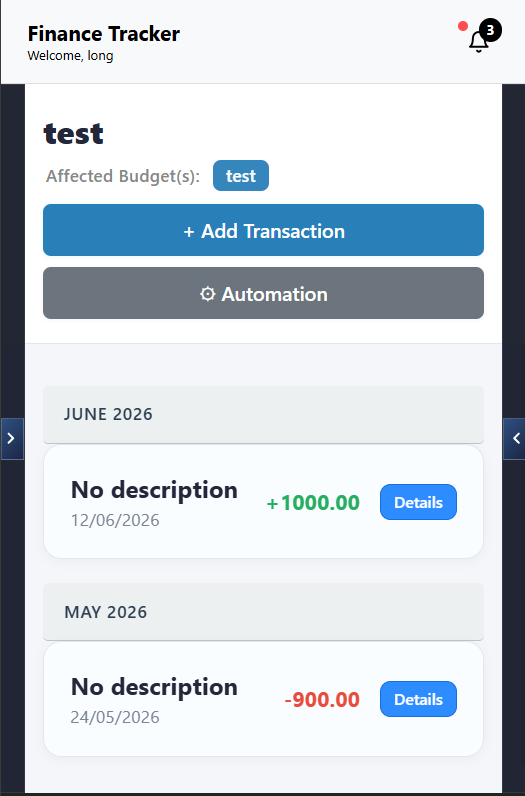 Finance Tracker
Welcome, long
3
test
Affected Budget(s): test
+ Add Transaction
⚙ Automation
JUNE 2026
No description
12/06/2026
+1000.00
Details
MAY 2026
No description
24/05/2026
-900.00
Details